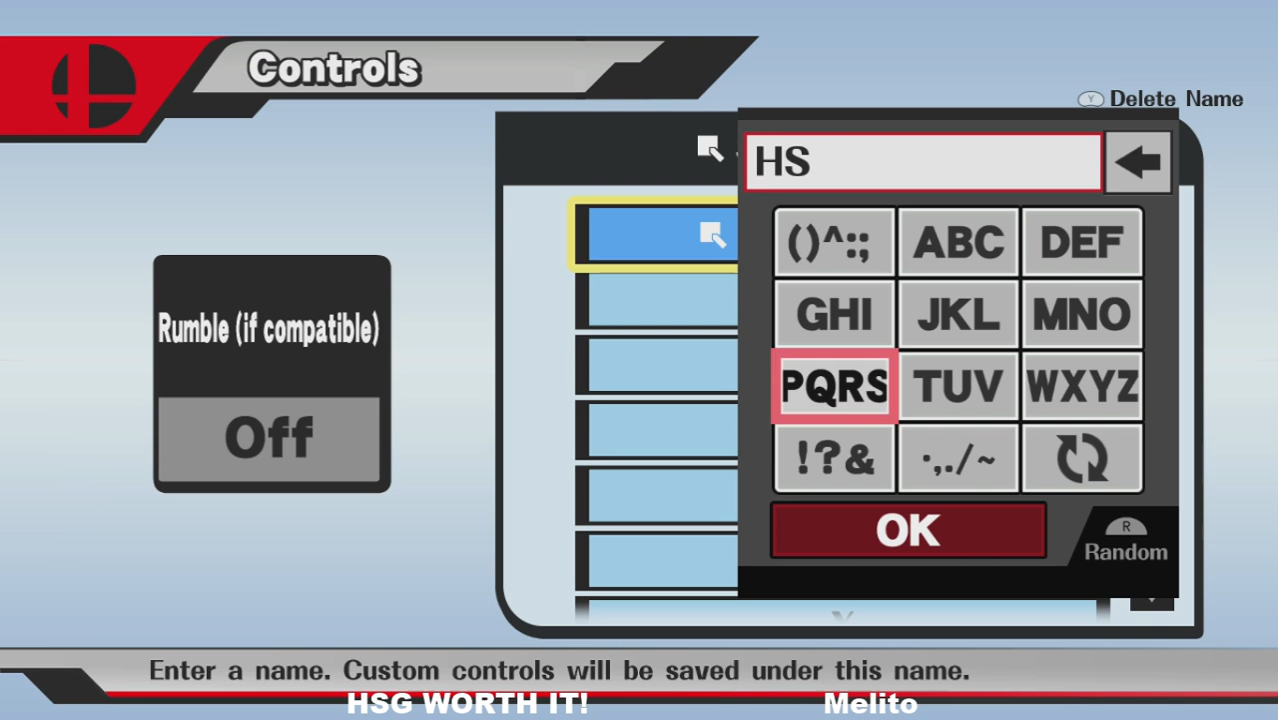 Controls
Y Delete Name
HS
()^:; ABC DEF
GHI JKL MNO
PQRS TUV WXYZ
!?& ·,./~
OK
R
Random
Rumble (if compatible)
Off
Enter a name. Custom controls will be saved under this name.
HSG WORTH IT! Melito